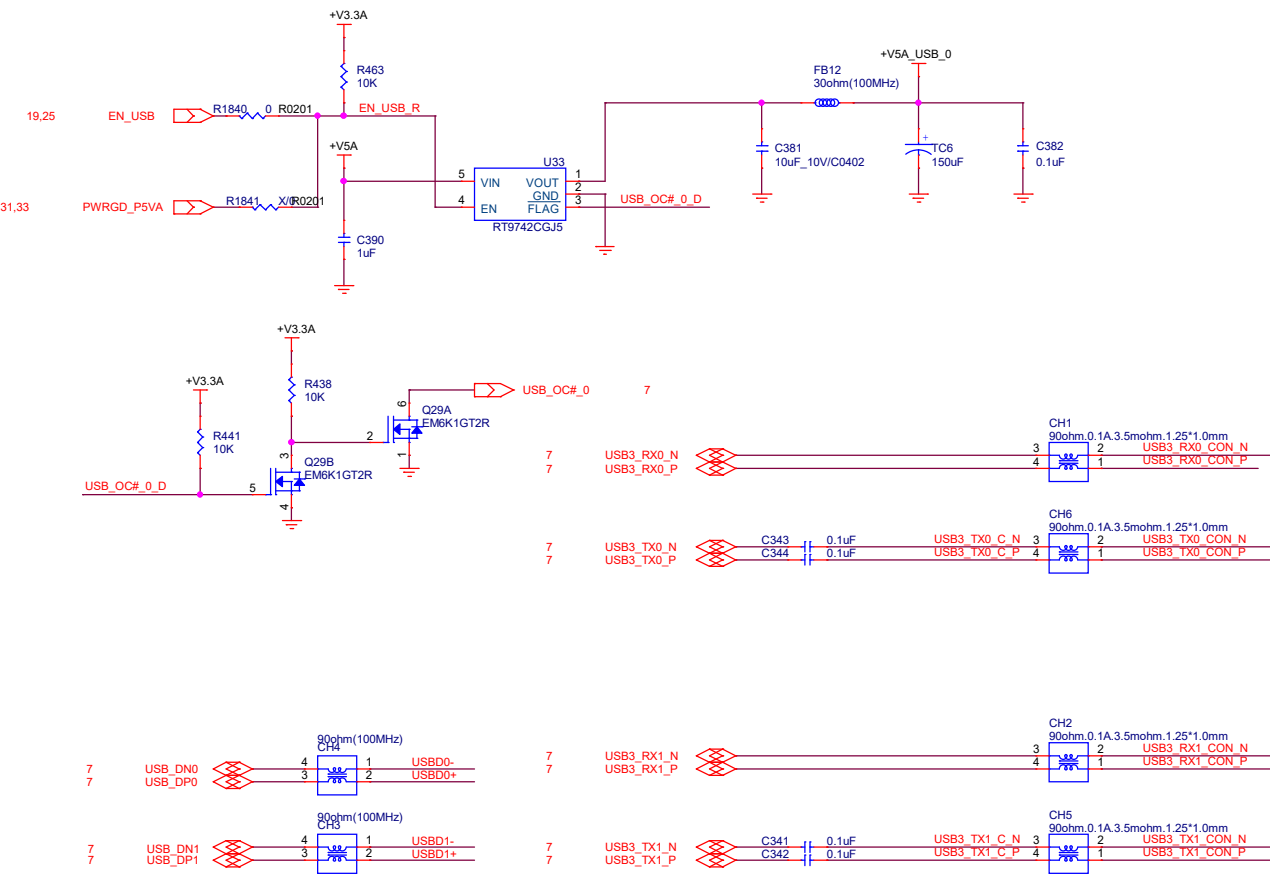 +V3.3A
R463
10K
19,25 EN_USB R1840 0 R0201 EN_USB_R
+V5A
31,33 PWRGD_P5VA R1841 X/0 R0201
C390
1uF
U33
5 VIN VOUT 1
GND 2
4 EN FLAG 3 USB_OC#_0_D
RT9742CGJ5
+V5A_USB_0
FB12
30ohm(100MHz)
C381
10uF_10V/C0402
+
TC6
150uF
C382
0.1uF
+V3.3A
R438
10K
+V3.3A
R441
10K
USB_OC#_0 7
6
Q29A
EM6K1GT2R
2
1
3
Q29B
EM6K1GT2R
USB_OC#_0_D 5
4
CH1
90ohm.0.1A.3.5mohm.1.25*1.0mm
7 USB3_RX0_N 3 2 USB3_RX0_CON_N
7 USB3_RX0_P 4 1 USB3_RX0_CON_P
CH6
90ohm.0.1A.3.5mohm.1.25*1.0mm
7 USB3_TX0_N C343 0.1uF USB3_TX0_C_N 3 2 USB3_TX0_CON_N
7 USB3_TX0_P C344 0.1uF USB3_TX0_C_P 4 1 USB3_TX0_CON_P
90ohm(100MHz)
CH4
7 USB_DN0 4 1 USBD0-
7 USB_DP0 3 2 USBD0+
90ohm(100MHz)
CH3
7 USB_DN1 4 1 USBD1-
7 USB_DP1 3 2 USBD1+
CH2
90ohm.0.1A.3.5mohm.1.25*1.0mm
7 USB3_RX1_N 3 2 USB3_RX1_CON_N
7 USB3_RX1_P 4 1 USB3_RX1_CON_P
CH5
90ohm.0.1A.3.5mohm.1.25*1.0mm
7 USB3_TX1_N C341 0.1uF USB3_TX1_C_N 3 2 USB3_TX1_CON_N
7 USB3_TX1_P C342 0.1uF USB3_TX1_C_P 4 1 USB3_TX1_CON_P